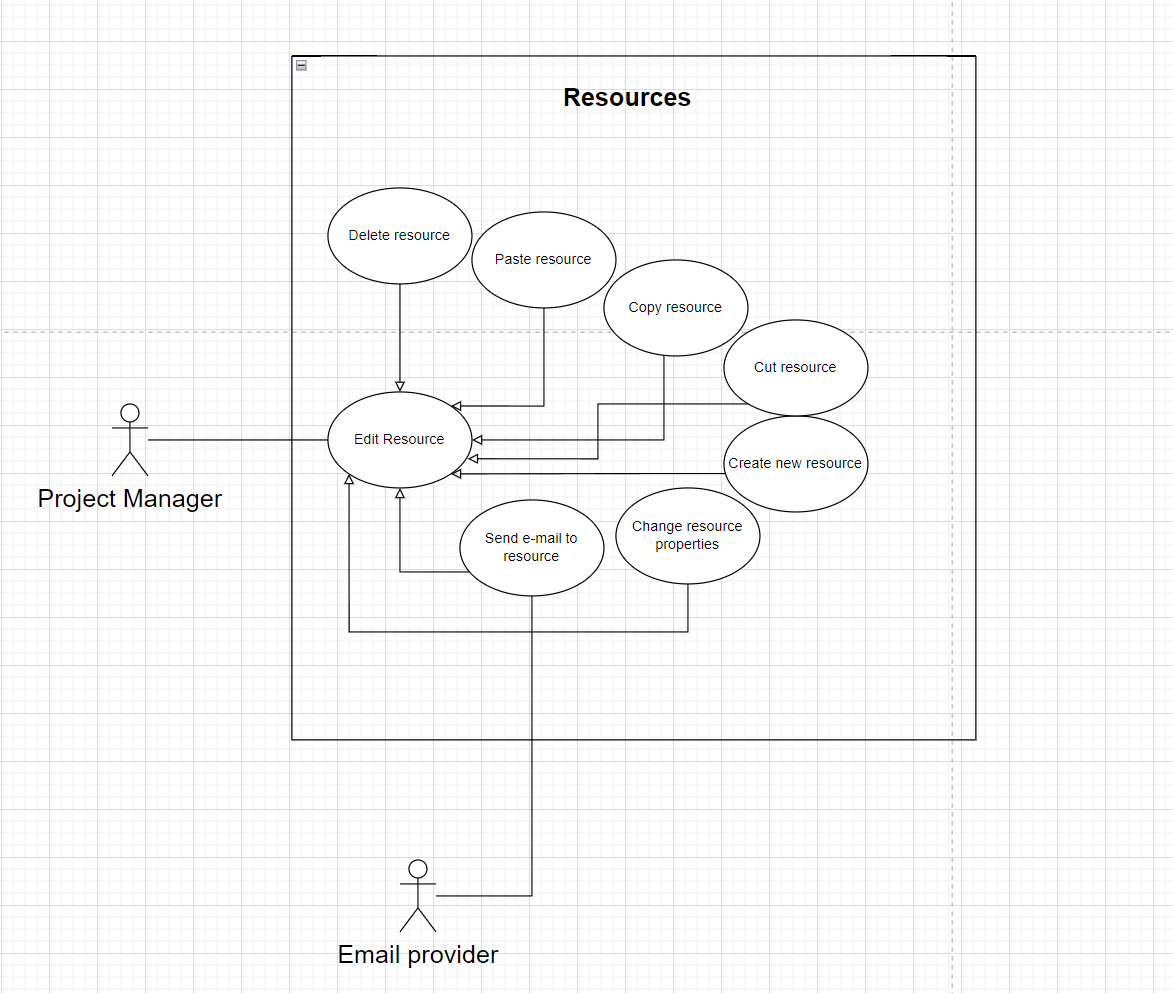 Resources
Delete resource
Paste resource
Copy resource
Cut resource
Edit Resource
Create new resource
Project Manager
Send e-mail to
resource
Change resource
properties
Email provider